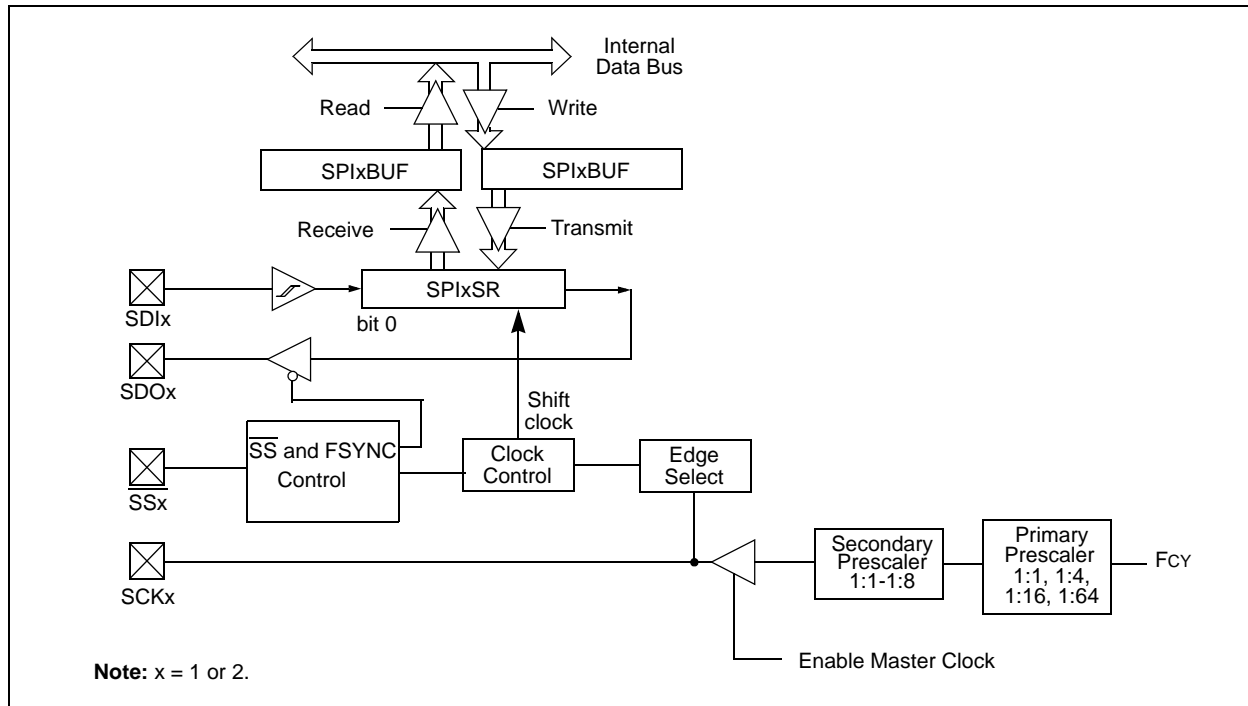 Internal
Data Bus
Read
Write
SPIxBUF
SPIxBUF
Receive
Transmit
SPIxSR
bit 0
SDIx
SDOx
Shift
clock
SS and FSYNC
Control
Clock
Control
Edge
Select
SSx
SCKx
Secondary
Prescaler
1:1-1:8
Primary
Prescaler
1:1, 1:4,
1:16, 1:64
FCY
Enable Master Clock
Note: x = 1 or 2.